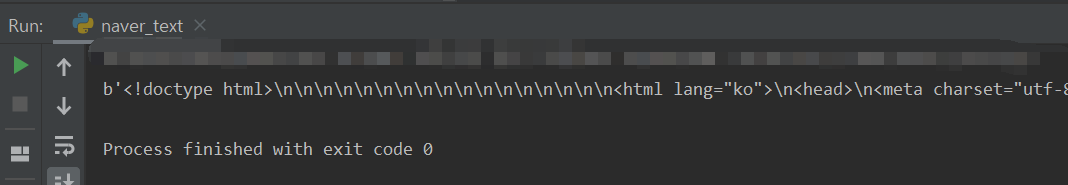 Run: naver_text
b'<!doctype html>\n\n\n\n\n\n\n\n\n\n\n\n\n\n\n\n\n<html lang="ko">\n<head>\n<meta charset="utf-8
Process finished with exit code 0